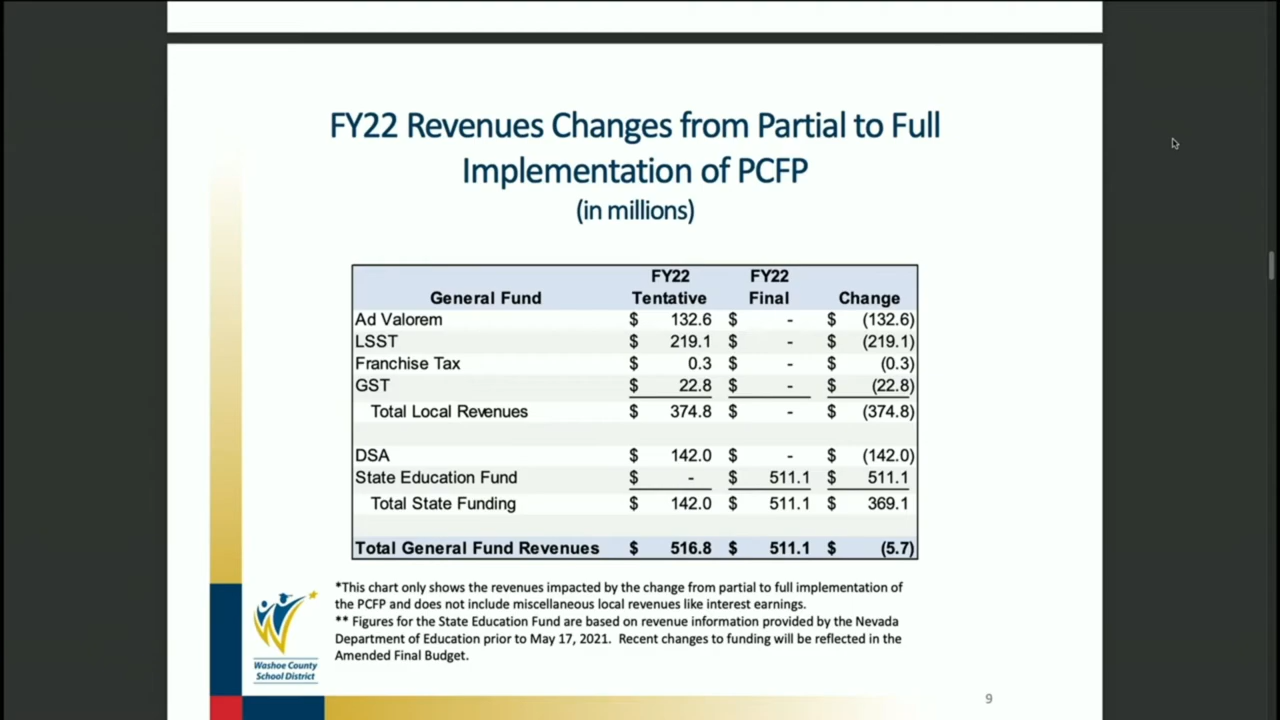 FY22 Revenues Changes from Partial to Full
Implementation of PCFP
(in millions)
General Fund FY22 Tentative FY22 Final Change
Ad Valorem $ 132.6 $ - $ (132.6)
LSST $ 219.1 $ - $ (219.1)
Franchise Tax $ 0.3 $ - $ (0.3)
GST $ 22.8 $ - $ (22.8)
Total Local Revenues $ 374.8 $ - $ (374.8)
DSA $ 142.0 $ - $ (142.0)
State Education Fund $ - $ 511.1 $ 511.1
Total State Funding $ 142.0 $ 511.1 $ 369.1
Total General Fund Revenues $ 516.8 $ 511.1 $ (5.7)
*This chart only shows the revenues impacted by the change from partial to full implementation of
the PCFP and does not include miscellaneous local revenues like interest earnings.
** Figures for the State Education Fund are based on revenue information provided by the Nevada
Department of Education prior to May 17, 2021. Recent changes to funding will be reflected in the
Amended Final Budget.
Washoe County
School District
9